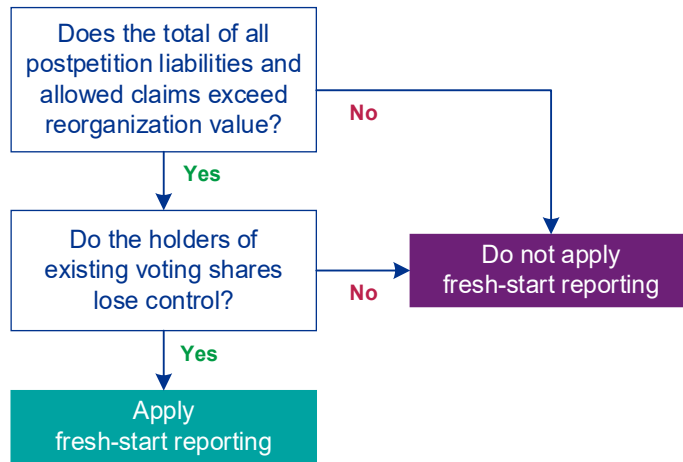 Does the total of all
postpetition liabilities and
allowed claims exceed
reorganization value?
No
Yes
Do the holders of
existing voting shares
lose control?
No
Do not apply
fresh-start reporting
Yes
Apply
fresh-start reporting